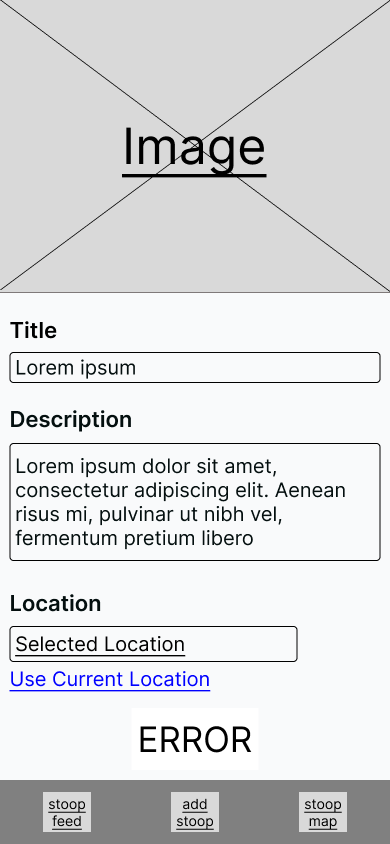 Image
Title
Lorem ipsum
Description
Lorem ipsum dolor sit amet,
consectetur adipiscing elit. Aenean
risus mi, pulvinar ut nibh vel,
fermentum pretium libero
Location
Selected Location
Use Current Location
ERROR
stoop
feed
add
stoop
stoop
map